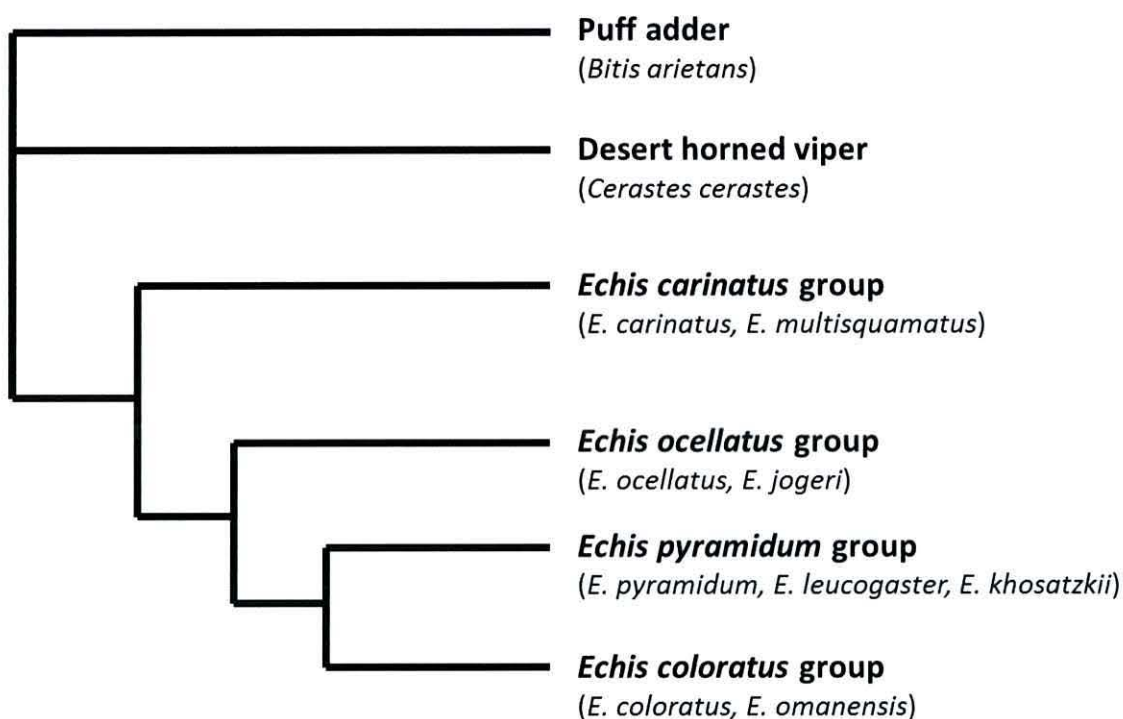 Puff adder
(Bitis arietans)
Desert horned viper
(Cerastes cerastes)
Echis carinatus group
(E. carinatus, E. multisquamatus)
Echis ocellatus group
(E. ocellatus, E. jogeri)
Echis pyramidum group
(E. pyramidum, E. leucogaster, E. khosatzkii)
Echis coloratus group
(E. coloratus, E. omanensis)